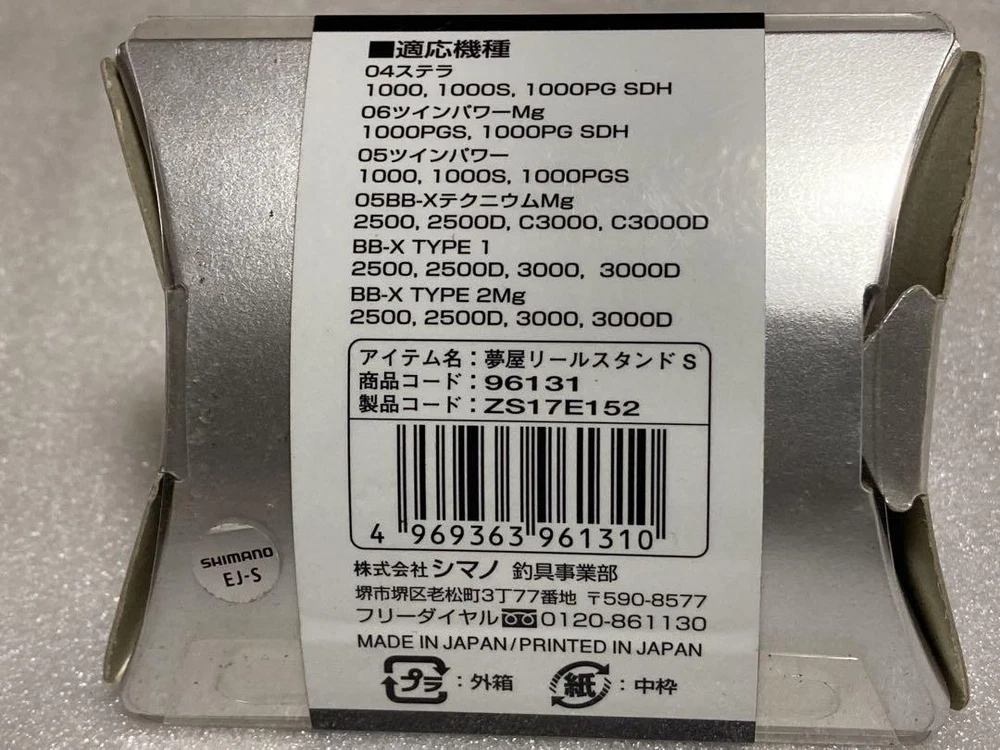 ■適応機種
04ステラ
1000, 1000S, 1000PG SDH
06ツインパワーMg
1000PGS, 1000PG SDH
05ツインパワー
1000, 1000S, 1000PGS
05BB-XテクニウムMg
2500, 2500D, C3000, C3000D
BB-X TYPE 1
2500, 2500D, 3000, 3000D
BB-X TYPE 2Mg
2500, 2500D, 3000, 3000D
アイテム名：夢屋リールスタンド S
商品コード：96131
製品コード：ZS17E152
4 969363 961310
株式会社シマノ 釣具事業部
堺市堺区老松町3丁77番地 〒590-8577
フリーダイヤル 0120-861130
MADE IN JAPAN/PRINTED IN JAPAN
プラ：外箱 紙：中枠
SHIMANO
EJ-S